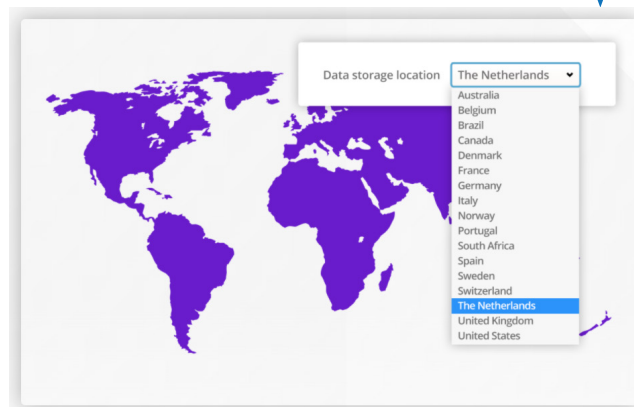 Data storage location The Netherlands
Australia
Belgium
Brazil
Canada
Denmark
France
Germany
Italy
Norway
Portugal
South Africa
Spain
Sweden
Switzerland
The Netherlands
United Kingdom
United States